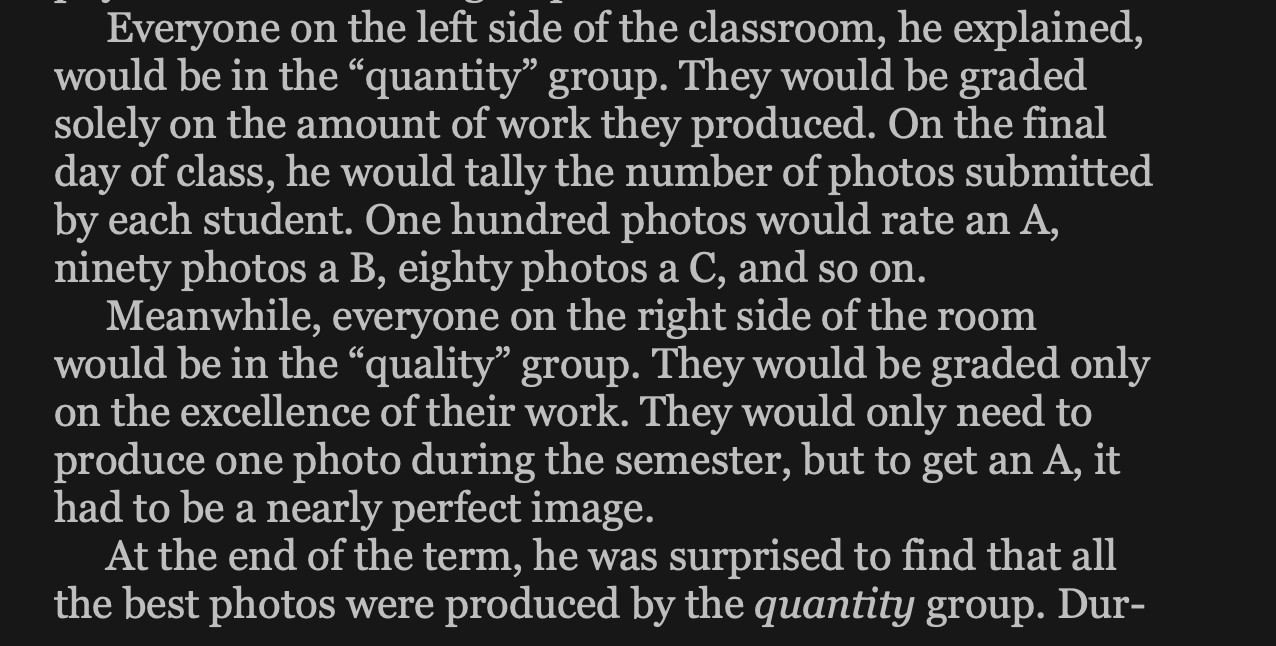 Everyone on the left side of the classroom, he explained,
would be in the “quantity” group. They would be graded
solely on the amount of work they produced. On the final
day of class, he would tally the number of photos submitted
by each student. One hundred photos would rate an A,
ninety photos a B, eighty photos a C, and so on.
Meanwhile, everyone on the right side of the room
would be in the “quality” group. They would be graded only
on the excellence of their work. They would only need to
produce one photo during the semester, but to get an A, it
had to be a nearly perfect image.
At the end of the term, he was surprised to find that all
the best photos were produced by the quantity group. Dur-